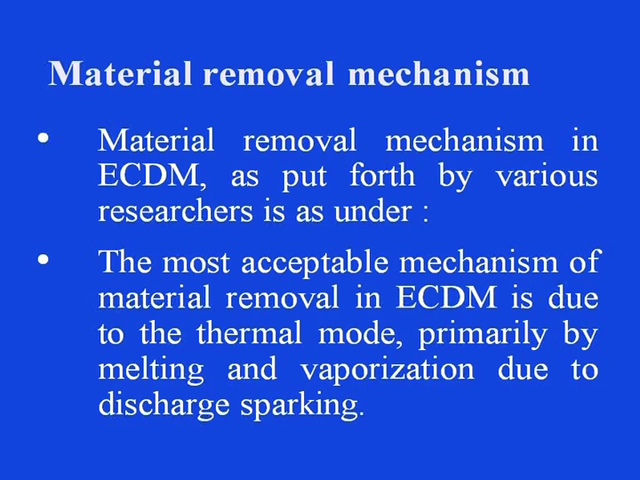 Material removal mechanism
• Material removal mechanism in
ECDM, as put forth by various
researchers is as under :
• The most acceptable mechanism of
material removal in ECDM is due
to the thermal mode, primarily by
melting and vaporization due to
discharge sparking.